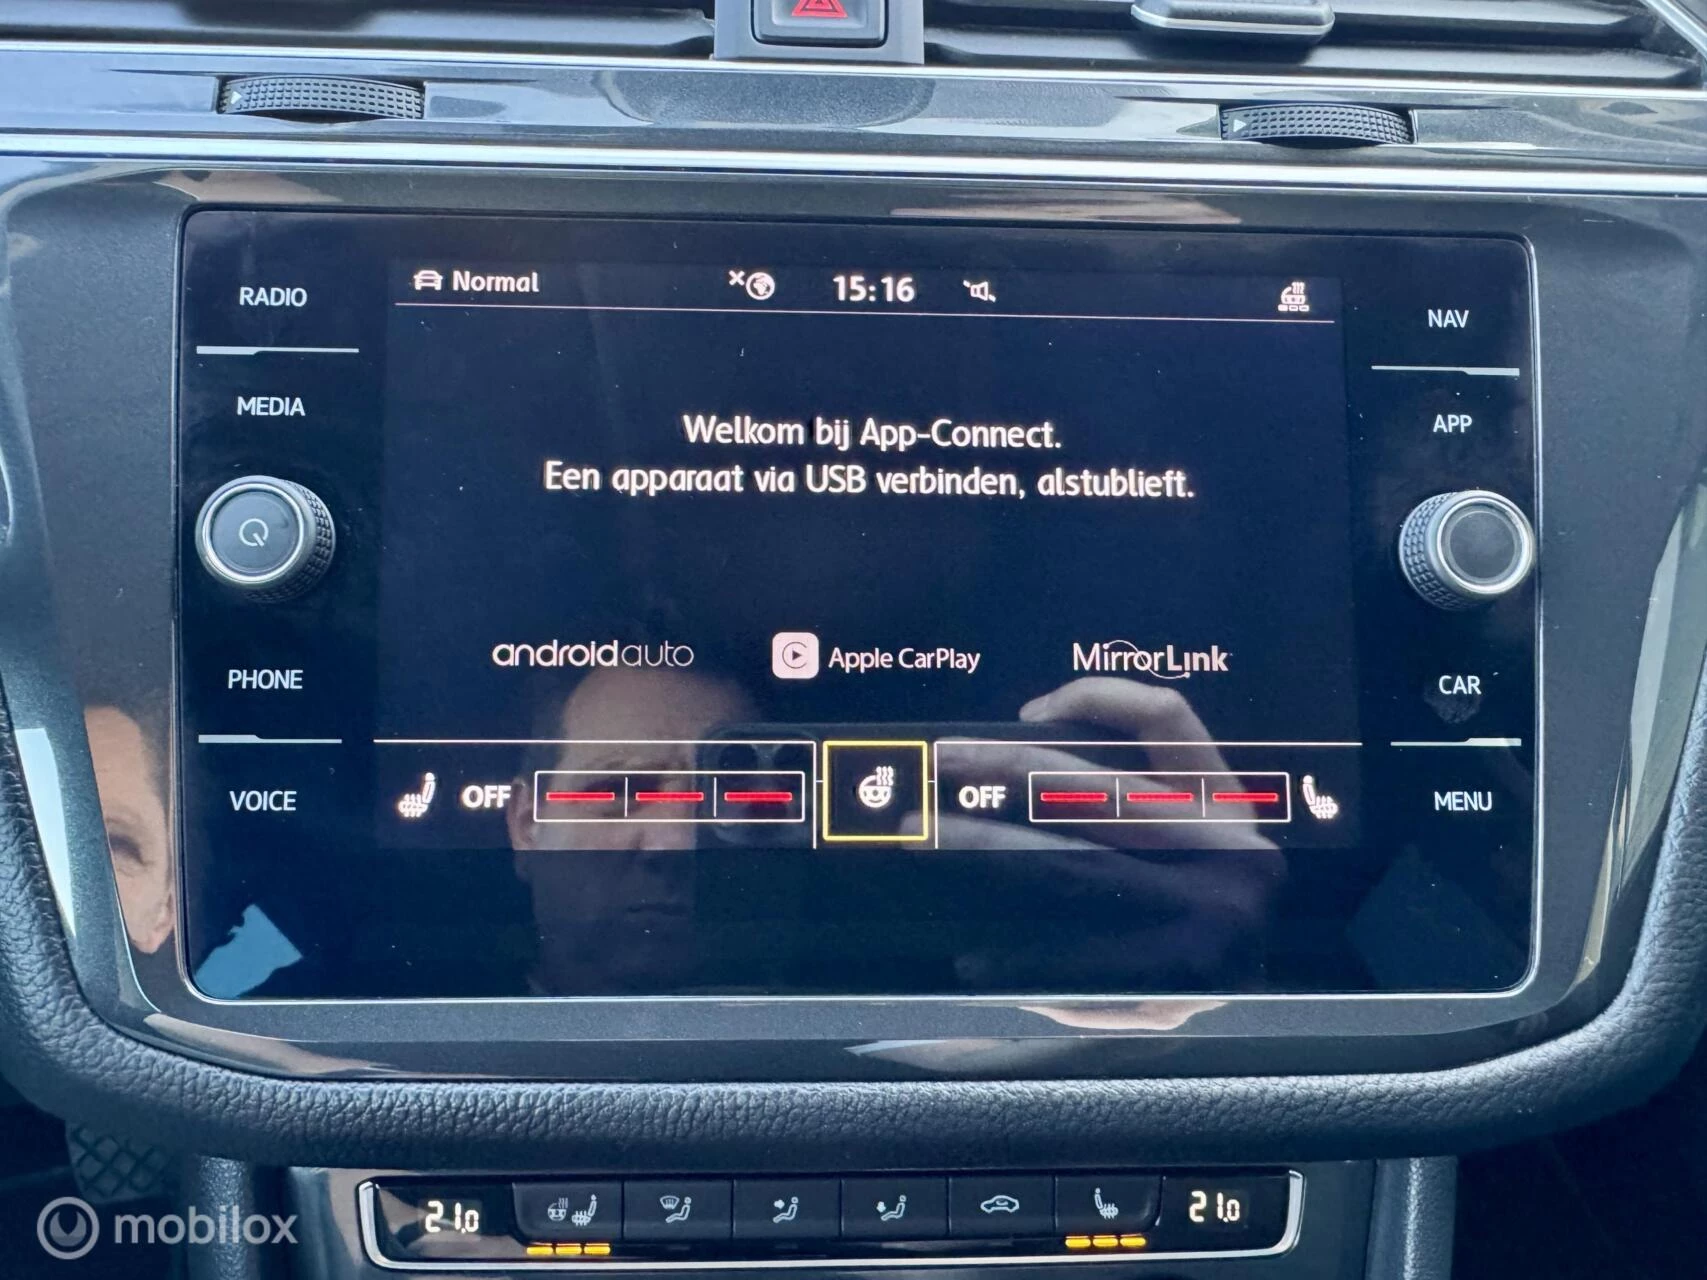 RADIO
MEDIA
PHONE
VOICE
Normal
15:16
Welkom bij App-Connect.
Een apparaat via USB verbinden, alstublieft.
androidauto
Apple CarPlay
MirrorLink
OFF
OFF
NAV
APP
CAR
MENU
21.0
21.0
mobilox